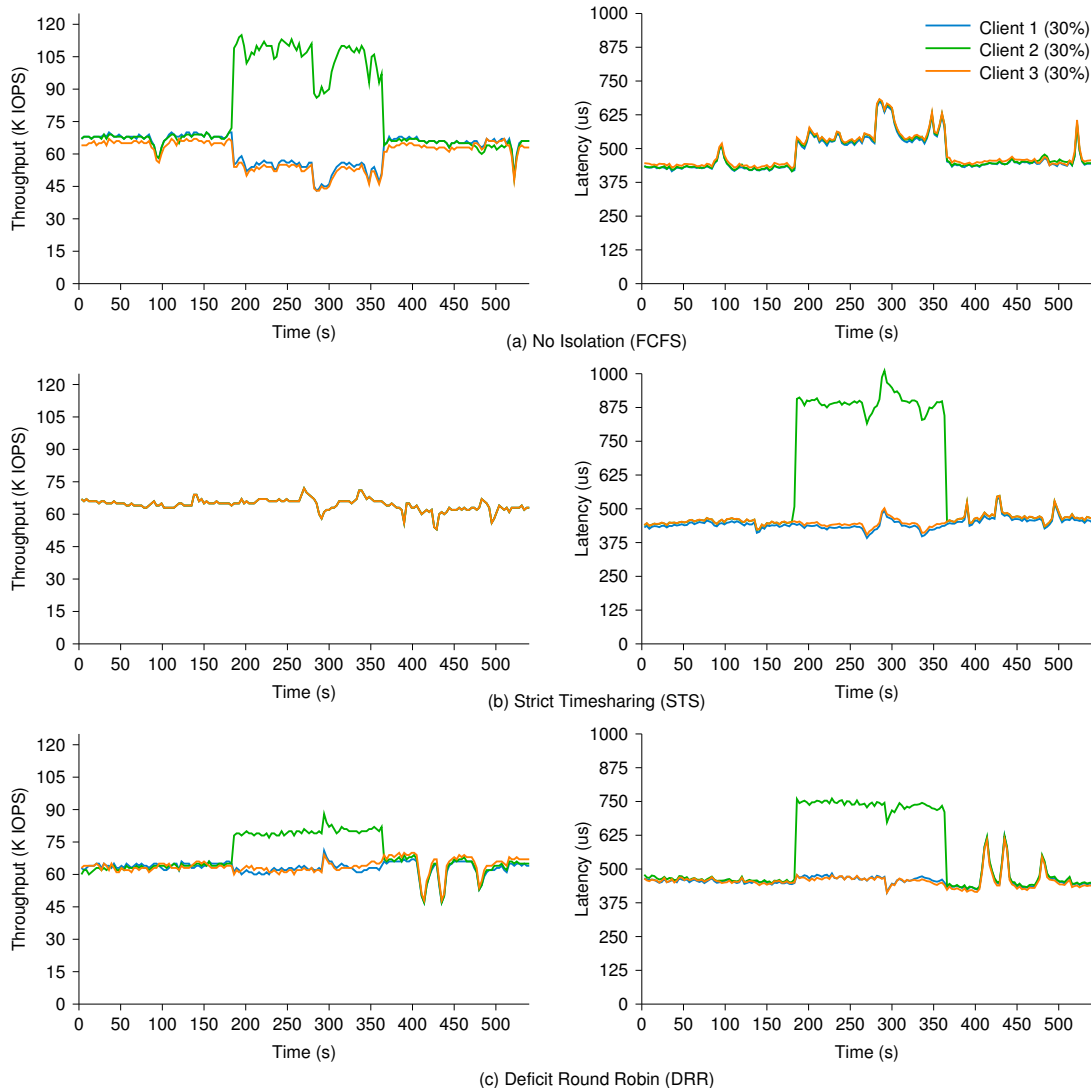 120
105
90
75
60
45
30
15
0
Throughput (K IOPS)
0 50 100 150 200 250 300 350 400 450 500
Time (s)
1000
875
750
625
500
375
250
125
0
Latency (us)
0 50 100 150 200 250 300 350 400 450 500
Time (s)
Client 1 (30%)
Client 2 (30%)
Client 3 (30%)
(a) No Isolation (FCFS)
120
105
90
75
60
45
30
15
0
Throughput (K IOPS)
0 50 100 150 200 250 300 350 400 450 500
Time (s)
1000
875
750
625
500
375
250
125
0
Latency (us)
0 50 100 150 200 250 300 350 400 450 500
Time (s)
(b) Strict Timesharing (STS)
120
105
90
75
60
45
30
15
0
Throughput (K IOPS)
0 50 100 150 200 250 300 350 400 450 500
Time (s)
1000
875
750
625
500
375
250
125
0
Latency (us)
0 50 100 150 200 250 300 350 400 450 500
Time (s)
(c) Deficit Round Robin (DRR)